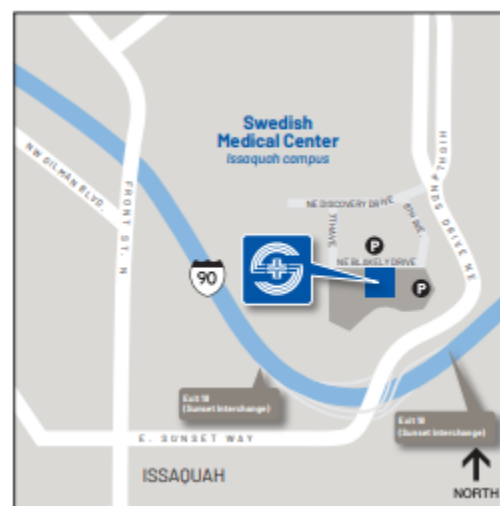 Swedish
Medical Center
Issaquah campus
NW GILMAN BLVD.
FRONT ST. N
HIGHLANDS DRIVE NE
NE DISCOVERY DRIVE
7TH AVE
8TH AVE
P
NE BLAKELY DRIVE
90
P
Exit 18
(Sunset Interchange)
Exit 18
(Sunset Interchange)
E. SUNSET WAY
ISSAQUAH
NORTH